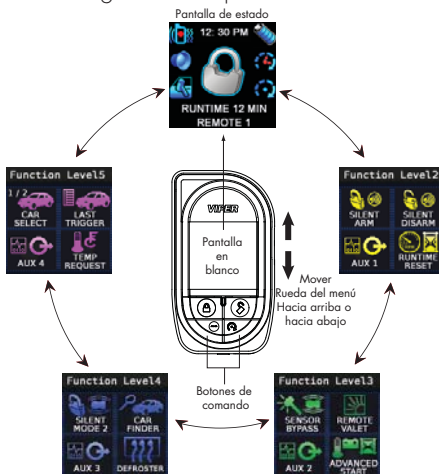 Pantalla de estado
12: 30 PM
RUNTIME 12 MIN
REMOTE 1
Function Level5
1/2
CAR SELECT
LAST TRIGGER
AUX 4
TEMP REQUEST
Function Level2
SILENT ARM
SILENT DISARM
AUX 1
RUNTIME RESET
VIPER
Pantalla
en
blanco
Mover
Rueda del menú
Hacia arriba o
hacia abajo
Botones de
comando
Function Level4
SILENT MODE 2
CAR FINDER
AUX 3
DEFROSTER
Function Level3
SENSOR BYPASS
REMOTE VALET
AUX 2
ADVANCED START